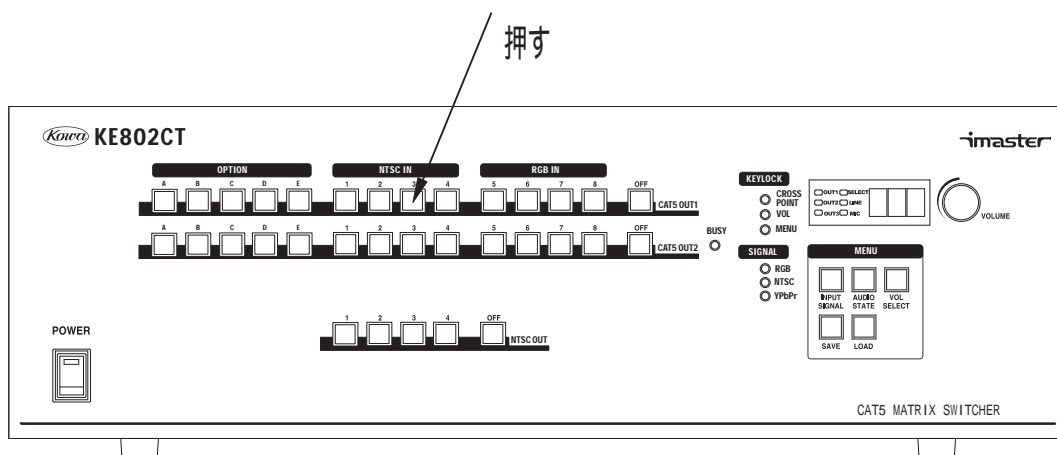 押す
Kowa KE802CT
imaster
OPTION NTSC IN RGB IN
A B C D E 1 2 3 4 5 6 7 8 OFF
CAT5 OUT1
A B C D E 1 2 3 4 5 6 7 8 OFF
CAT5 OUT2
1 2 3 4 OFF
NTSC OUT
BUSY
KEYLOCK
CROSS
POINT
VOL
MENU
SIGNAL
RGB
NTSC
YPbPr
OUT1 SELECT
OUT2 LINE
OUT3 MIC
VOLUME
MENU
INPUT
SIGNAL
AUDIO
STATE
VOL
SELECT
SAVE LOAD
POWER
CAT5 MATRIX SWITCHER